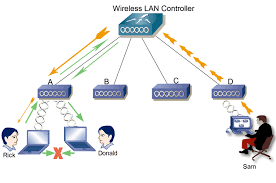 Wireless LAN Controller
A
B
C
D
Rick
Donald
Sam